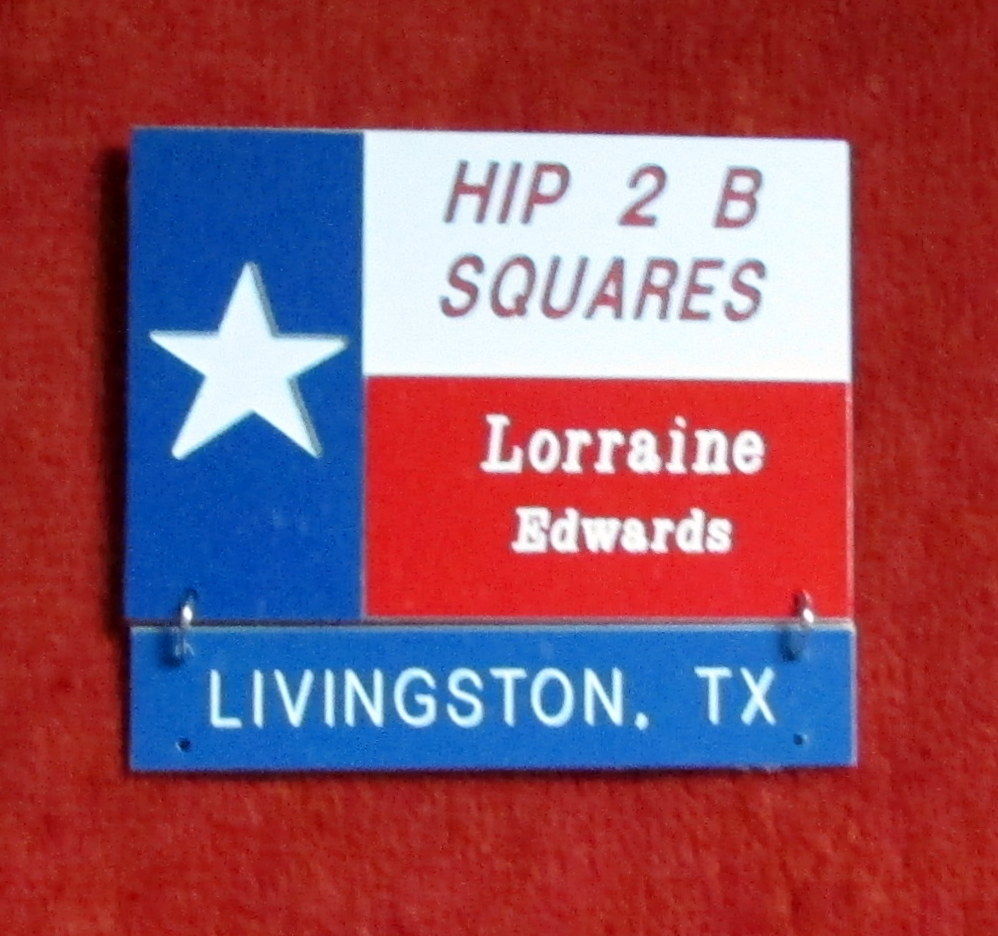 HIP 2 B
SQUARES
Lorraine
Edwards
LIVINGSTON, TX